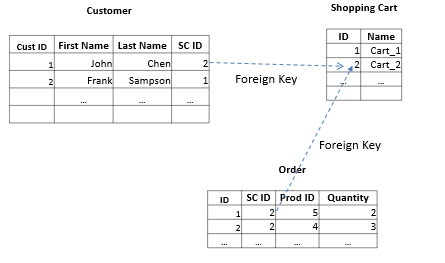 Customer
Cust ID First Name Last Name SC ID
1 John Chen 2
2 Frank Sampson 1
... ... ...
Shopping Cart
ID Name
1 Cart_1
2 Cart_2
... ...
Foreign Key
Foreign Key
Order
ID SC ID Prod ID Quantity
1 2 5 2
2 2 4 3
... ... ... ...